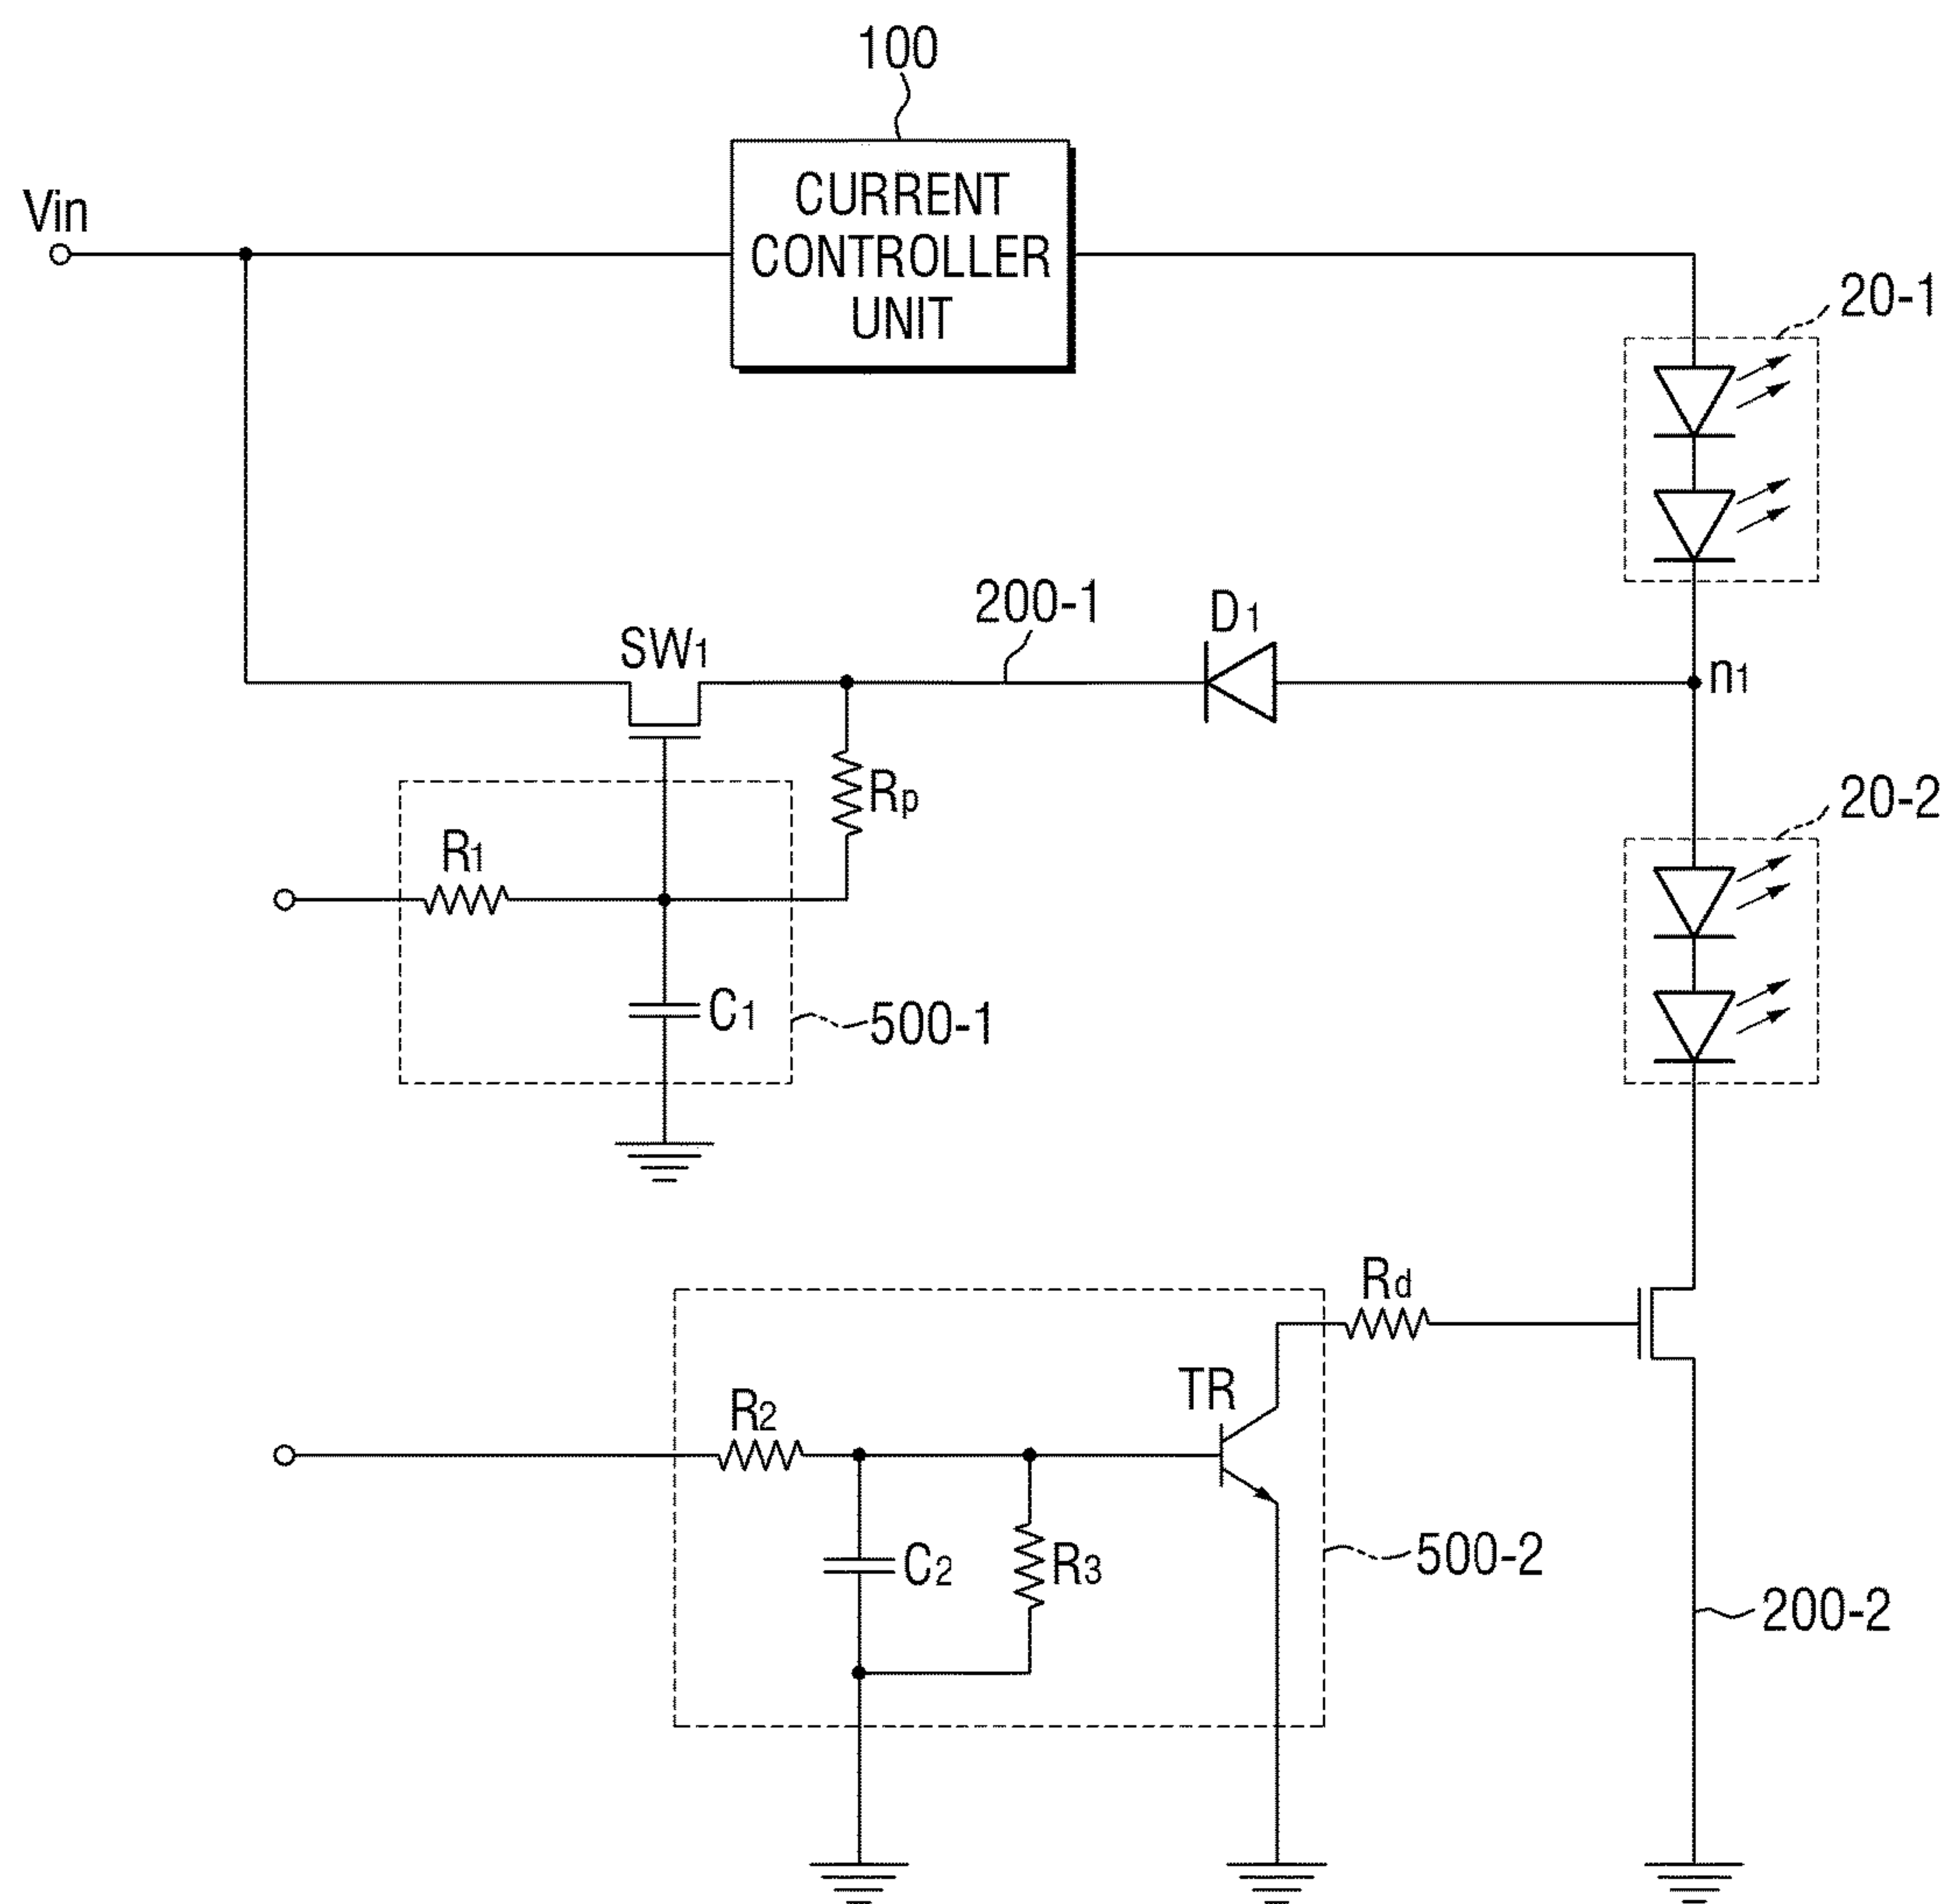 100
CURRENT
CONTROLLER
UNIT
Vin
20-1
200-1
D1
SW1
n1
Rp
20-2
R1
C1
500-1
Rd
TR
R2
C2
R3
500-2
200-2